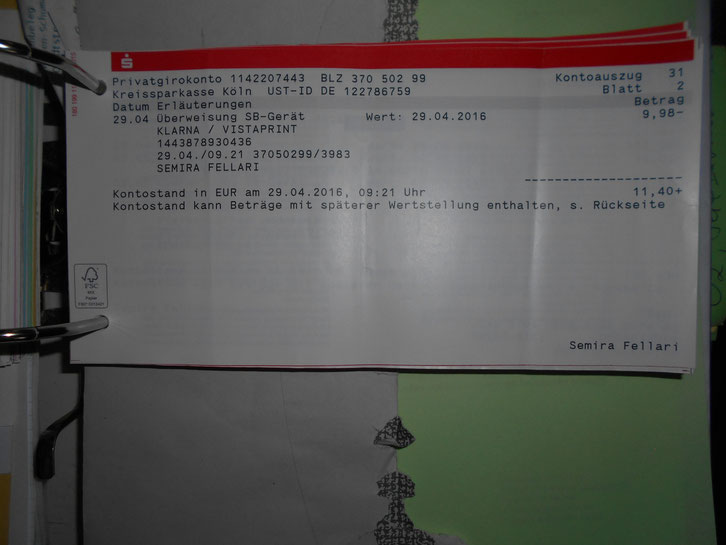 Privatgirokonto 1142207443 BLZ 370 502 99 Kontoauszug 31
Kreissparkasse Köln UST-ID DE 122786759 Blatt 2
Datum Erläuterungen Betrag
29.04 Überweisung SB-Gerät Wert: 29.04.2016 9,98-
KLARNA / VISTAPRINT
1443878930436
29.04./09.21 37050299/3983
SEMIRA FELLARI
Kontostand in EUR am 29.04.2016, 09:21 Uhr 11,40+
Kontostand kann Beträge mit späterer Wertstellung enthalten, s. Rückseite
FSC
Semira Fellari